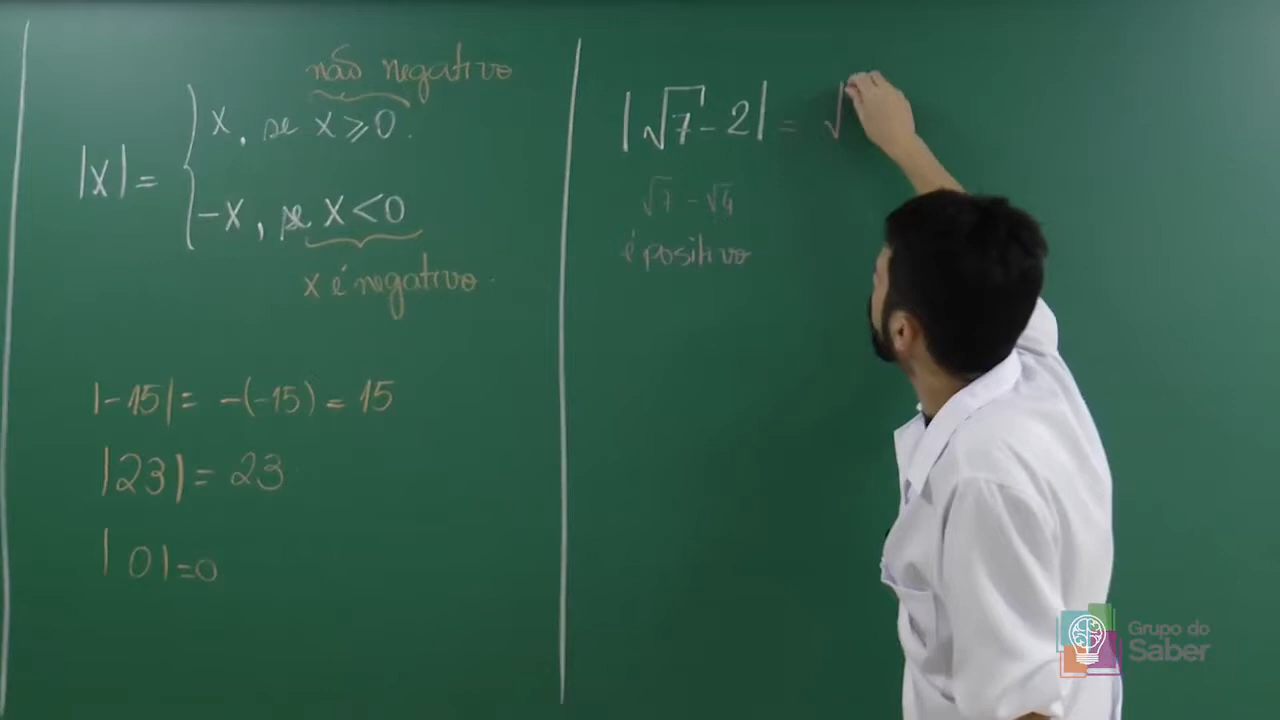 não negativo
|x| = { x, se x ⩾ 0.
-x, se x < 0
x é negativo.
|-15| = -(-15) = 15
|23| = 23
|0| = 0
|√7 - 2| = √
√7 - √4
é positivo
Grupo do
Saber